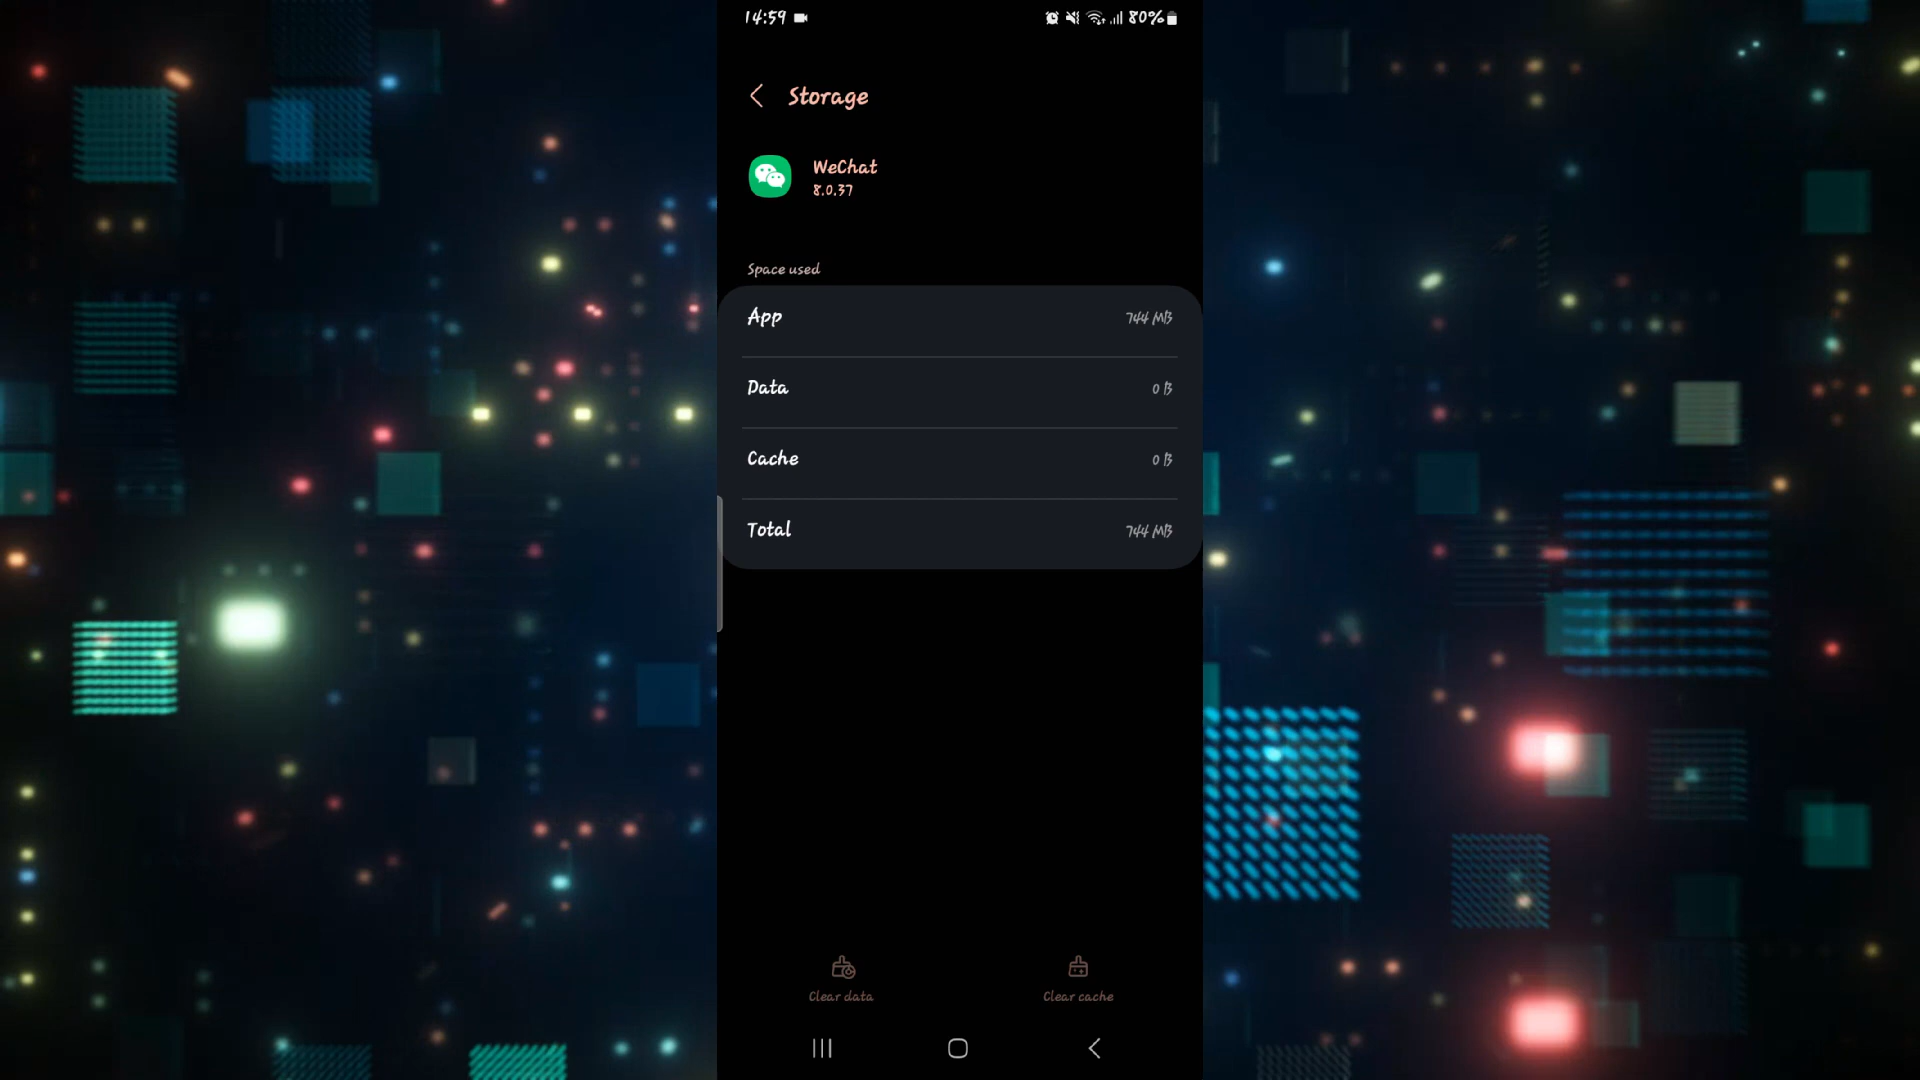 14:59 80%
Storage
WeChat
8.0.37
Space used
App 744 MB
Data 0 B
Cache 0 B
Total 744 MB
Clear data Clear cache